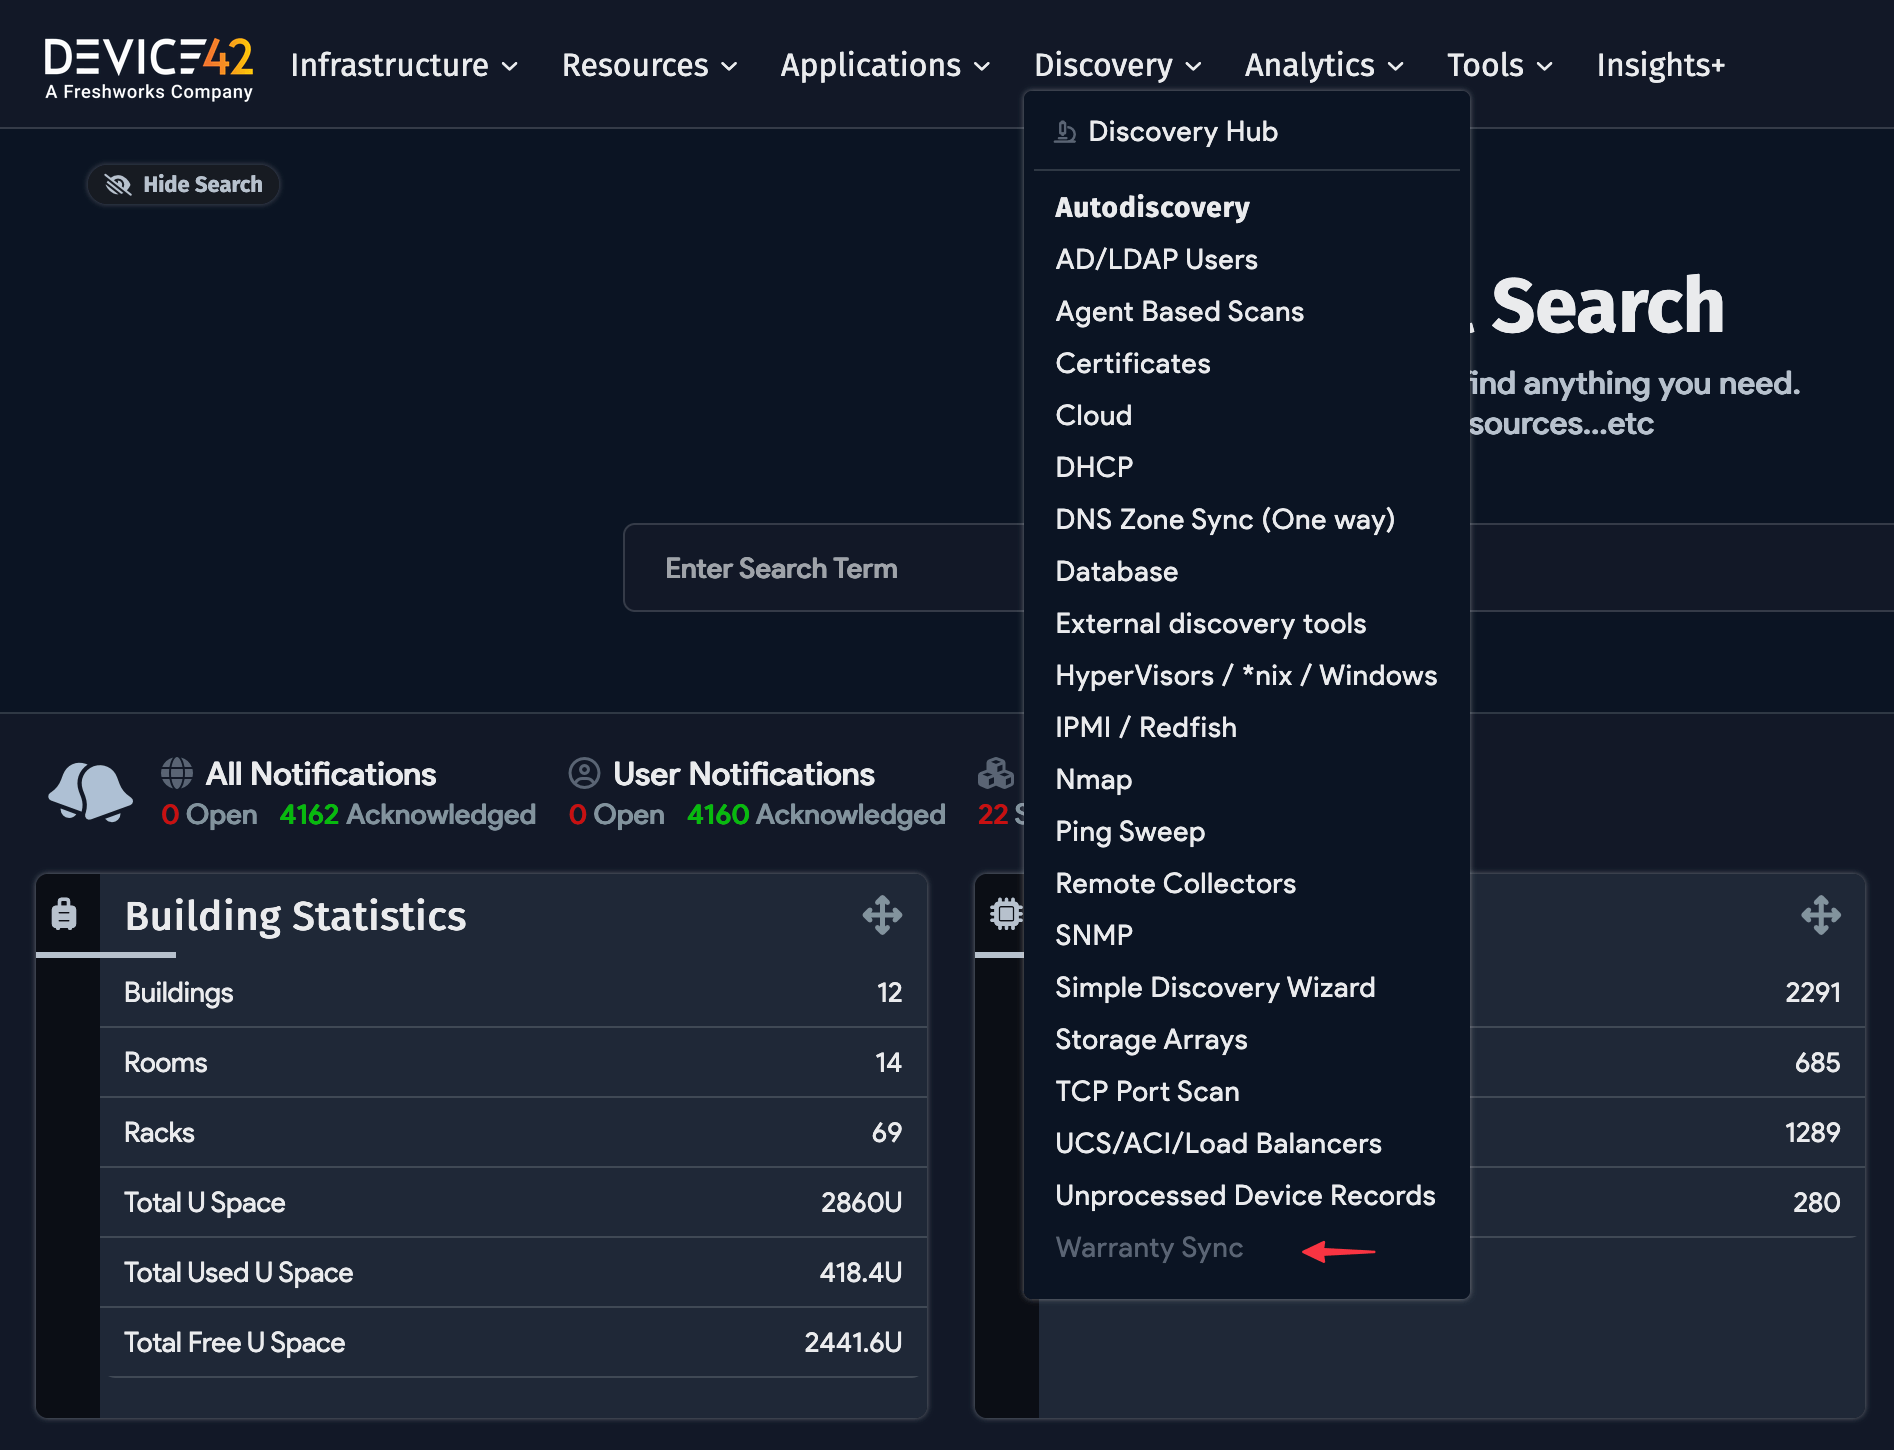 DEVICE42
A Freshworks Company
Infrastructure
Resources
Applications
Discovery
Analytics
Tools
Insights+
Hide Search
Discovery Hub
Autodiscovery
AD/LDAP Users
Agent Based Scans
Certificates
Cloud
DHCP
DNS Zone Sync (One way)
Database
External discovery tools
HyperVisors / *nix / Windows
IPMI / Redfish
Nmap
Ping Sweep
Remote Collectors
SNMP
Simple Discovery Wizard
Storage Arrays
TCP Port Scan
UCS/ACI/Load Balancers
Unprocessed Device Records
Warranty Sync
Search
find anything you need.
sources...etc
Enter Search Term
All Notifications
0 Open 4162 Acknowledged
User Notifications
0 Open 4160 Acknowledged
22
Building Statistics
Buildings 12
Rooms 14
Racks 69
Total U Space 2860U
Total Used U Space 418.4U
Total Free U Space 2441.6U
2291
685
1289
280